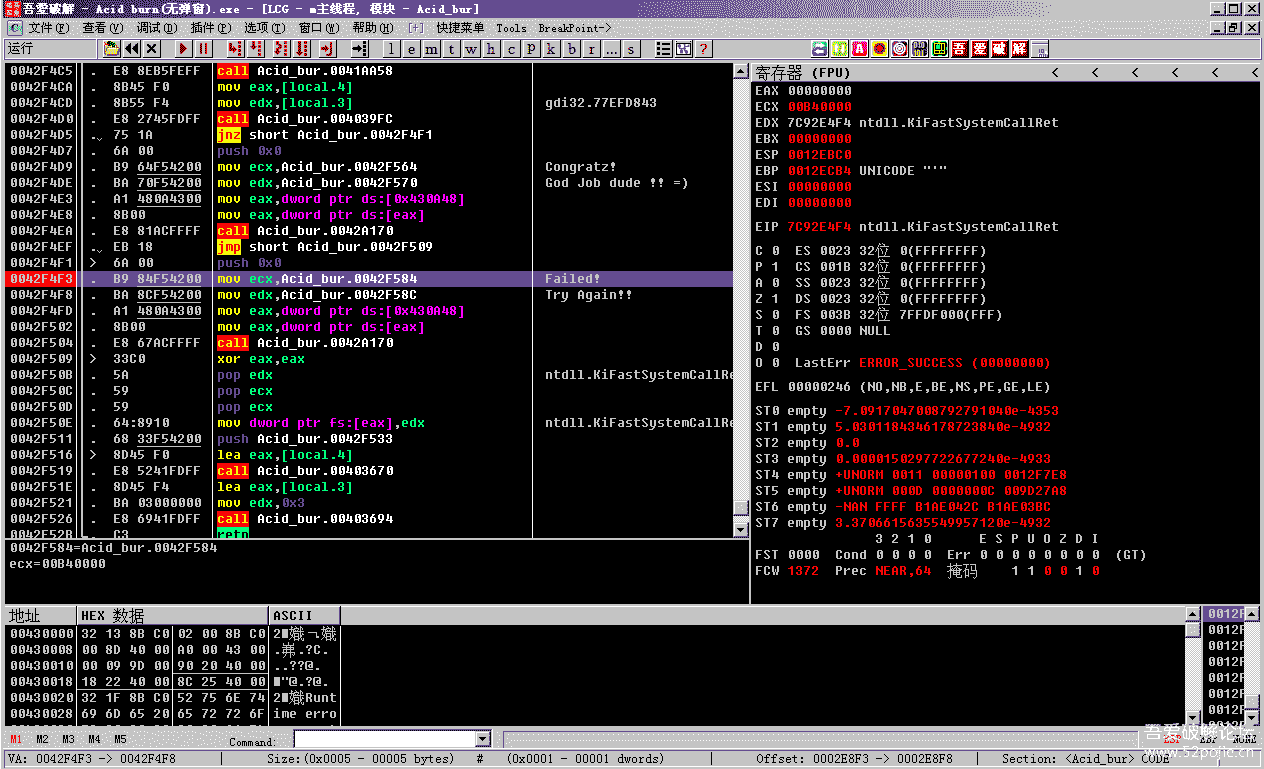 吾爱破解 - Acid burn(无弹窗).exe - [LCG - 主线程, 模块 - Acid_bur]
文件(F) 查看(V) 调试(D) 插件(P) 选项(T) 窗口(W) 帮助(H) [+] 快捷菜单 Tools BreakPoint->
运行 l e m t w h c p k b r ... s ? 吾 爱 破 解
0042F4C5 . E8 8EB5FEFF call Acid_bur.0041AA58
0042F4CA . 8B45 F0 mov eax,[local.4]
0042F4CD . 8B55 F4 mov edx,[local.3] gdi32.77EFD843
0042F4D0 . E8 2745FDFF call Acid_bur.004039FC
0042F4D5 . 75 1A jnz short Acid_bur.0042F4F1
0042F4D7 . 6A 00 push 0x0
0042F4D9 . B9 64F54200 mov ecx,Acid_bur.0042F564 Congratz!
0042F4DE . BA 70F54200 mov edx,Acid_bur.0042F570 God Job dude !! =)
0042F4E3 . A1 480A4300 mov eax,dword ptr ds:[0x430A48]
0042F4E8 . 8B00 mov eax,dword ptr ds:[eax]
0042F4EA . E8 81ACFFFF call Acid_bur.0042A170
0042F4EF . EB 18 jmp short Acid_bur.0042F509
0042F4F1 > 6A 00 push 0x0
0042F4F3 . B9 84F54200 mov ecx,Acid_bur.0042F584 Failed!
0042F4F8 . BA 8CF54200 mov edx,Acid_bur.0042F58C Try Again!!
0042F4FD . A1 480A4300 mov eax,dword ptr ds:[0x430A48]
0042F502 . 8B00 mov eax,dword ptr ds:[eax]
0042F504 . E8 67ACFFFF call Acid_bur.0042A170
0042F509 > 33C0 xor eax,eax
0042F50B . 5A pop edx ntdll.KiFastSystemCallRe
0042F50C . 59 pop ecx
0042F50D . 59 pop ecx
0042F50E . 64:8910 mov dword ptr fs:[eax],edx ntdll.KiFastSystemCallRe
0042F511 . 68 33F54200 push Acid_bur.0042F533
0042F516 > 8D45 F0 lea eax,[local.4]
0042F519 . E8 5241FDFF call Acid_bur.00403670
0042F51E . 8D45 F4 lea eax,[local.3]
0042F521 . BA 03000000 mov edx,0x3
0042F526 . E8 6941FDFF call Acid_bur.00403694
0042F52B . C3 retn
0042F584=Acid_bur.0042F584
ecx=00B40000
寄存器 (FPU) < < < < < <
EAX 00000000
ECX 00B40000
EDX 7C92E4F4 ntdll.KiFastSystemCallRet
EBX 00000000
ESP 0012EBC0
EBP 0012ECB4 UNICODE "'"
ESI 00000000
EDI 00000000
EIP 7C92E4F4 ntdll.KiFastSystemCallRet
C 0 ES 0023 32位 0(FFFFFFFF)
P 1 CS 001B 32位 0(FFFFFFFF)
A 0 SS 0023 32位 0(FFFFFFFF)
Z 1 DS 0023 32位 0(FFFFFFFF)
S 0 FS 003B 32位 7FFDF000(FFF)
T 0 GS 0000 NULL
D 0
O 0 LastErr ERROR_SUCCESS (00000000)
EFL 00000246 (NO,NB,E,BE,NS,PE,GE,LE)
ST0 empty -7.0917047008792791040e-4353
ST1 empty 5.0301184346178723840e-4932
ST2 empty 0.0
ST3 empty 0.0000150297722677240e-4933
ST4 empty +UNORM 0011 00000100 0012F7E8
ST5 empty +UNORM 000D 0000000C 009D27A8
ST6 empty -NAN FFFF B1AE042C B1AE03BC
ST7 empty 3.3706615635549957120e-4932
3 2 1 0 E S P U O Z D I
FST 0000 Cond 0 0 0 0 Err 0 0 0 0 0 0 0 0 (GT)
FCW 1372 Prec NEAR,64 掩码 1 1 0 0 1 0
地址 HEX 数据 ASCII
00430000 32 13 8B C0 02 00 8B C0
00430008 00 8D 40 00 A0 00 43 00
00430010 00 09 9D 00 90 20 40 00 ..??@.
00430018 18 22 40 00 8C 25 40 00 "@.?@.
00430020 32 1F 8B C0 52 75 6E 74 Runt
00430028 69 6D 65 20 65 72 72 6F ime erro
0012F
0012F
0012F
0012F
0012F
0012F
0012F
M1 M2 M3 M4 M5 Command:
VA: 0042F4F3 -> 0042F4F8 Size:(0x0005 - 00005 bytes) - 00001 dwords) Offset: 0002E8F3 -> 0002E8F8 Section: <Acid_bur> CODE
吾爱破解论坛
www.52pojie.cn